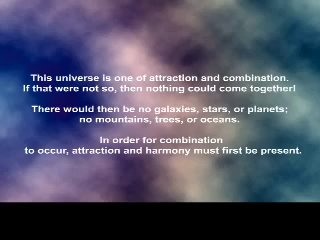 This universe is one of attraction and combination.
If that were not so, then nothing could come together!
There would then be no galaxies, stars, or planets;
no mountains, trees, or oceans.
In order for combination
to occur, attraction and harmony must first be present.